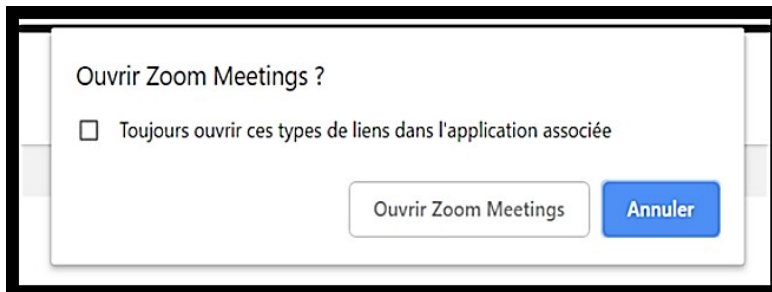 Ouvrir Zoom Meetings ?
Toujours ouvrir ces types de liens dans l'application associée
Ouvrir Zoom Meetings
Annuler